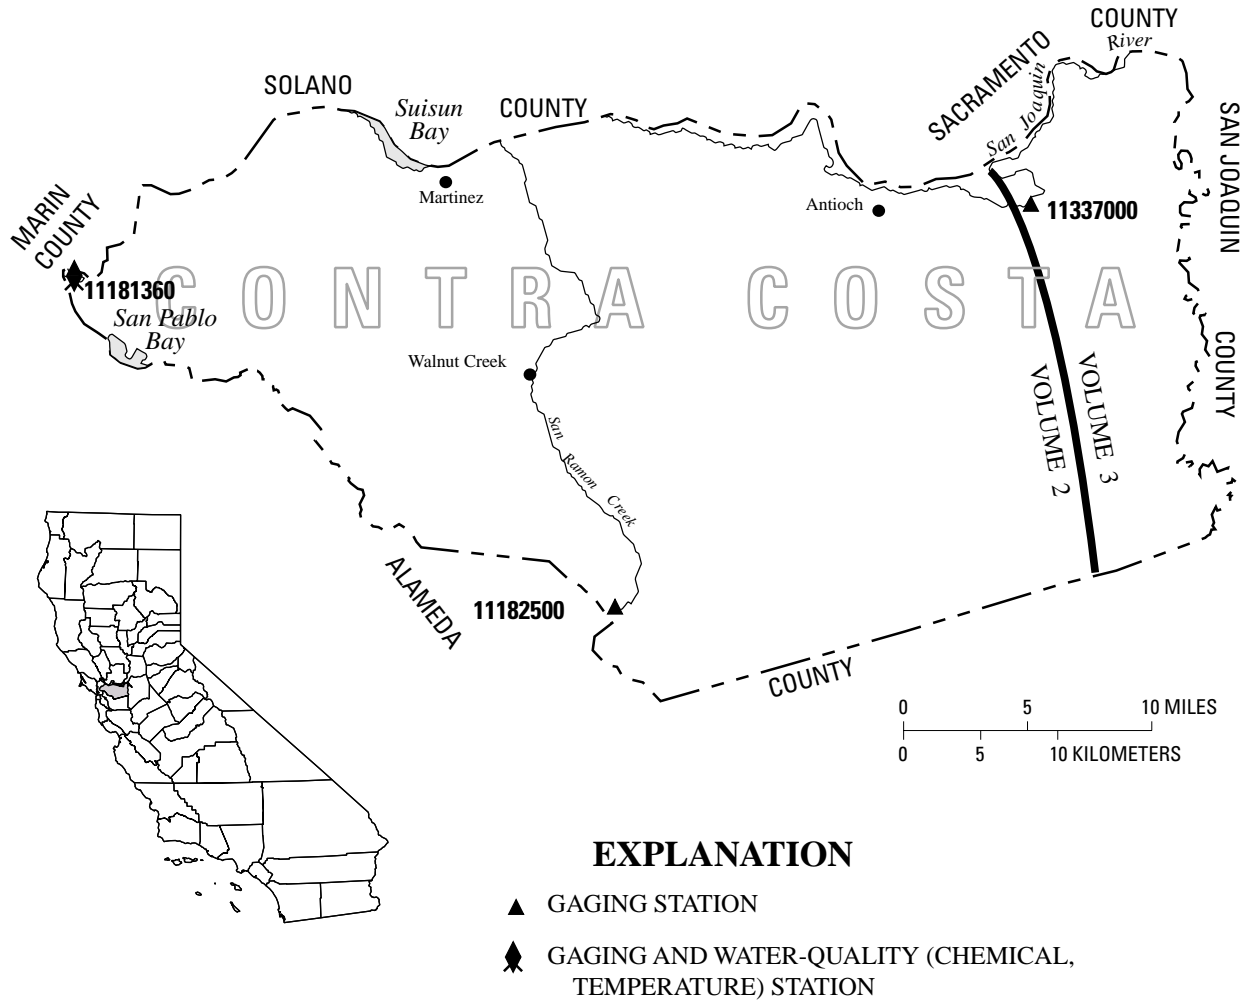 COUNTY
River
SACRAMENTO
San Joaquin
SOLANO
Suisun
Bay
COUNTY
SAN JOAQUIN
COUNTY
Martinez
Antioch
11337000
MARIN
COUNTY
11181360
San Pablo
Bay
CONTRA COSTA
Walnut Creek
San Ramon Creek
VOLUME 2
VOLUME 3
ALAMEDA
11182500
COUNTY
0 5 10 MILES
0 5 10 KILOMETERS
EXPLANATION
GAGING STATION
GAGING AND WATER-QUALITY (CHEMICAL,
TEMPERATURE) STATION